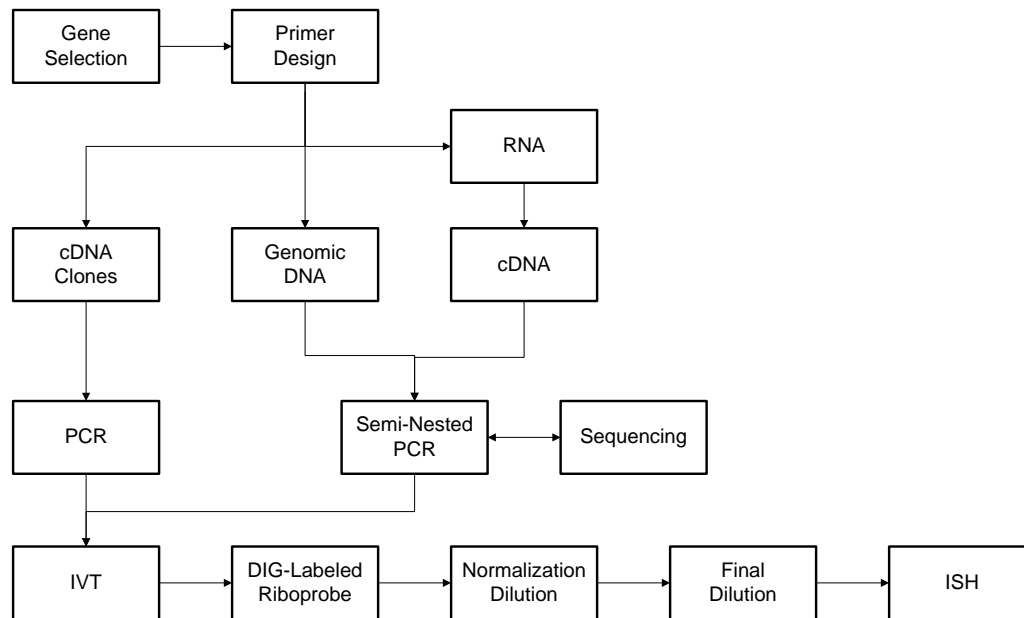 Gene
Selection
Primer
Design
RNA
cDNA
Clones
Genomic
DNA
cDNA
PCR
Semi-Nested
PCR
Sequencing
IVT
DIG-Labeled
Riboprobe
Normalization
Dilution
Final
Dilution
ISH